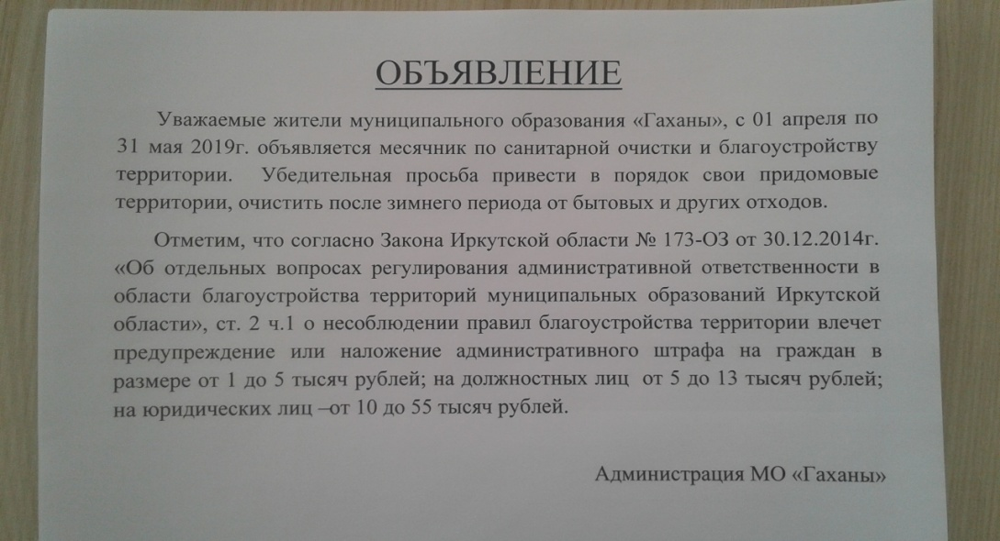 ОБЪЯВЛЕНИЕ
Уважаемые жители муниципального образования «Гаханы», с 01 апреля по
31 мая 2019г. объявляется месячник по санитарной очистки и благоустройству
территории. Убедительная просьба привести в порядок свои придомовые
территории, очистить после зимнего периода от бытовых и других отходов.
Отметим, что согласно Закона Иркутской области № 173-ОЗ от 30.12.2014г.
«Об отдельных вопросах регулирования административной ответственности в
области благоустройства территорий муниципальных образований Иркутской
области», ст. 2 ч.1 о несоблюдении правил благоустройства территории влечет
предупреждение или наложение административного штрафа на граждан в
размере от 1 до 5 тысяч рублей; на должностных лиц от 5 до 13 тысяч рублей;
на юридических лиц –от 10 до 55 тысяч рублей.
Администрация МО «Гаханы»